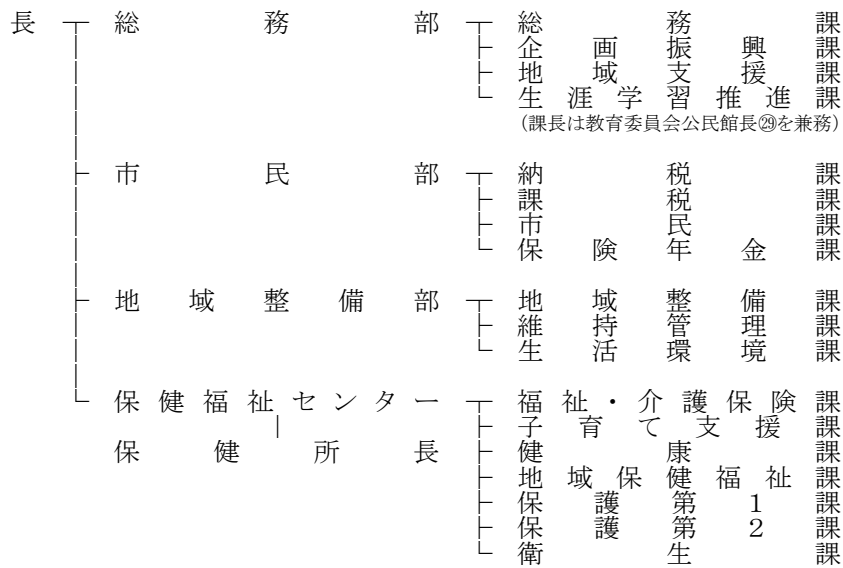 長 総務部 総務課
企画振興課
地域支援課
生涯学習推進課
(課長は教育委員会公民館長㉙を兼務)
市民部 納税課
課税課
市民課
保険年金課
地域整備部 地域整備課
維持管理課
生活環境課
保健福祉センター 福祉・介護保険課
子育て支援課
保健所長 健康課
地域保健福祉課
保護第1課
保護第2課
衛生課